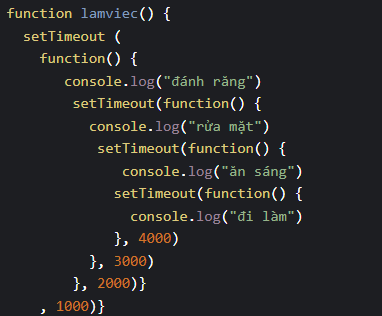 function lamviec() {
setTimeout (
function() {
console.log("đánh răng")
setTimeout(function() {
console.log("rửa mặt")
setTimeout(function() {
console.log("ăn sáng")
setTimeout(function() {
console.log("đi làm")
}, 4000)
}, 3000)
}, 2000)}
, 1000)}